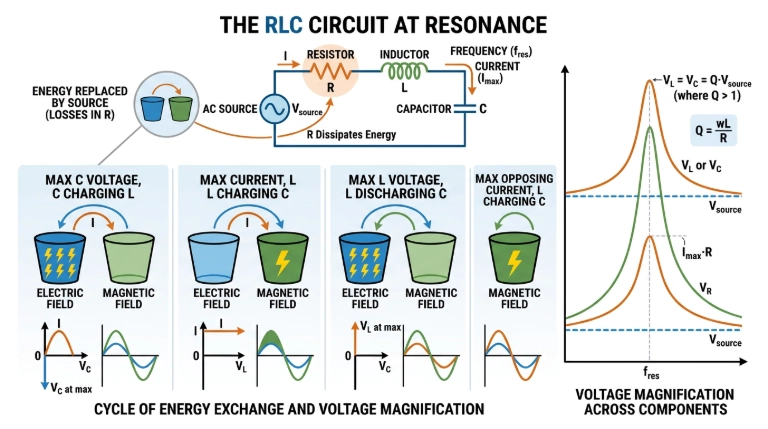 THE RLC CIRCUIT AT RESONANCE
ENERGY REPLACED
BY SOURCE
(LOSSES IN R)
I
RESISTOR
R
INDUCTOR
L
FREQUENCY (fres)
CURRENT
(Imax)
AC SOURCE
Vsource
CAPACITOR
C
R Dissipates Energy
MAX C VOLTAGE,
C CHARGING L
I
ELECTRIC
FIELD
MAGNETIC
FIELD
I
0
VC
VC at max
MAX CURRENT, L
L CHARGING C
I
ELECTRIC
FIELD
MAGNETIC
FIELD
I
0
VL
MAX L VOLTAGE,
L DISCHARGING C
ELECTRIC
FIELD
MAGNETIC
FIELD
VL at max
0
VC
MAX OPPOSING
CURRENT, L
CHARGING C
MAGNETIC
FIELD
CYCLE OF ENERGY EXCHANGE AND VOLTAGE MAGNIFICATION
VL = VC = Q·Vsource
(where Q > 1)
Q = wL
R
VL or VC
Vsource
Imax·R
VR
Vsource
fres
VOLTAGE MAGNIFICATION
ACROSS COMPONENTS